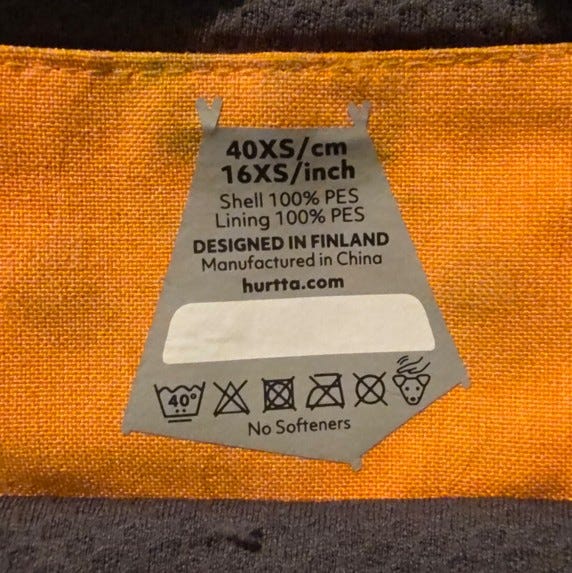 40XS/cm
16XS/inch
Shell 100% PES
Lining 100% PES
DESIGNED IN FINLAND
Manufactured in China
hurtta.com
40°
No Softeners